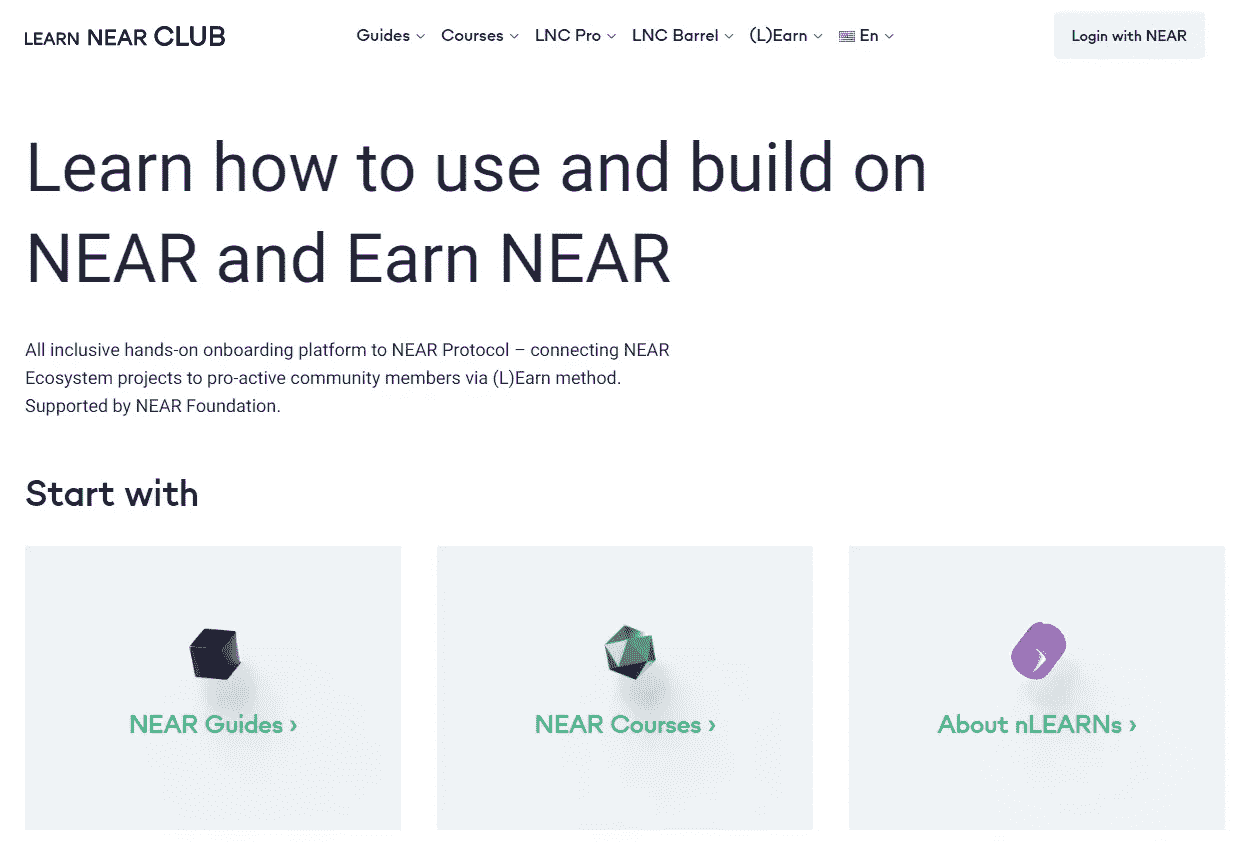 LEARN NEAR CLUB
Guides Courses LNC Pro LNC Barrel (L)Earn En
Login with NEAR
Learn how to use and build on
NEAR and Earn NEAR
All inclusive hands-on onboarding platform to NEAR Protocol – connecting NEAR
Ecosystem projects to pro-active community members via (L)Earn method.
Supported by NEAR Foundation.
Start with
NEAR Guides ›
NEAR Courses ›
About nLEARNs ›